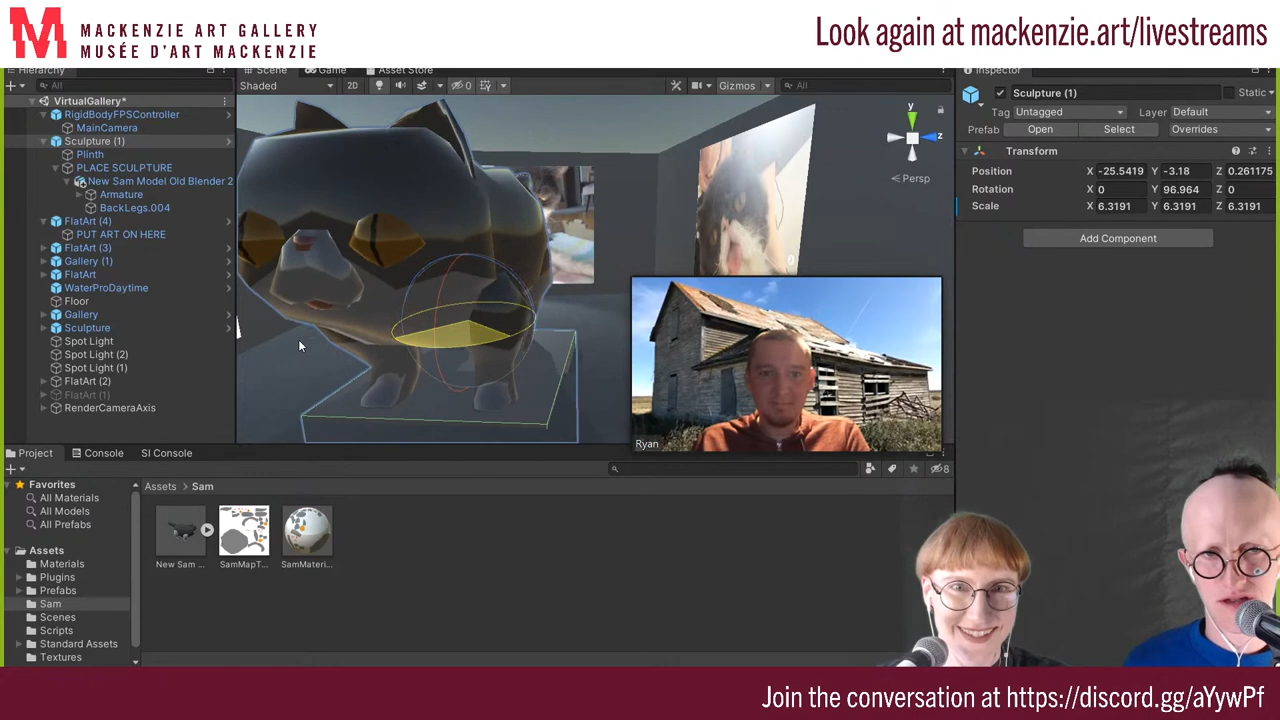 MACKENZIE ART GALLERY
MUSÉE D'ART MACKENZIE
Look again at mackenzie.art/livestreams
Hierarchy
All
VirtualGallery*
RigidBodyFPSController
MainCamera
Sculpture (1)
Plinth
PLACE SCULPTURE
New Sam Model Old Blender 2
Armature
BackLegs.004
FlatArt (4)
PUT ART ON HERE
FlatArt (3)
Gallery (1)
FlatArt
WaterProDaytime
Floor
Gallery
Sculpture
Spot Light
Spot Light (2)
Spot Light (1)
FlatArt (2)
FlatArt (1)
RenderCameraAxis
Scene Game Asset Store
Shaded 2D 0 Gizmos All
y
z
Persp
Ryan
Inspector
Sculpture (1) Static
Tag Untagged Layer Default
Prefab Open Select Overrides
Transform
Position X -25.5419 Y -3.18 Z 0.261175
Rotation X 0 Y 96.964 Z 0
Scale X 6.3191 Y 6.3191 Z 6.3191
Add Component
Project Console SI Console
8
Favorites
All Materials
All Models
All Prefabs
Assets
Materials
Plugins
Prefabs
Sam
Scenes
Scripts
Standard Assets
Textures
Assets > Sam
New Sam ... SamMapT... SamMateri...
Join the conversation at https://discord.gg/aYywPf